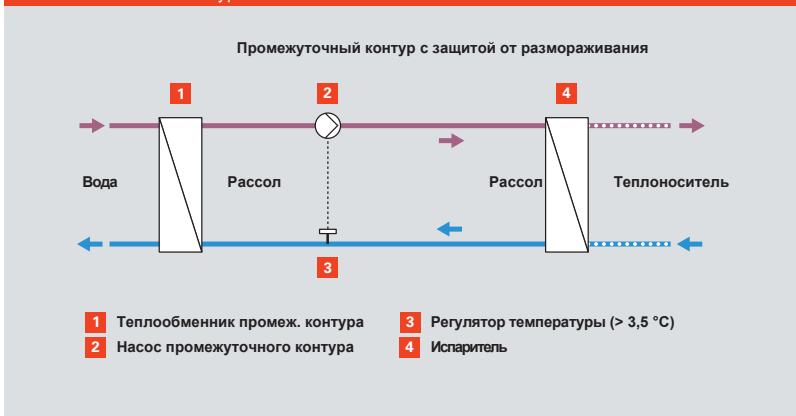 Промежуточный контур с защитой от размораживания
1
2
4
Вода
Рассол
Рассол
Теплоноситель
3
1 Теплообменник промеж. контура
2 Насос промежуточного контура
3 Регулятор температуры (> 3,5 °C)
4 Испаритель